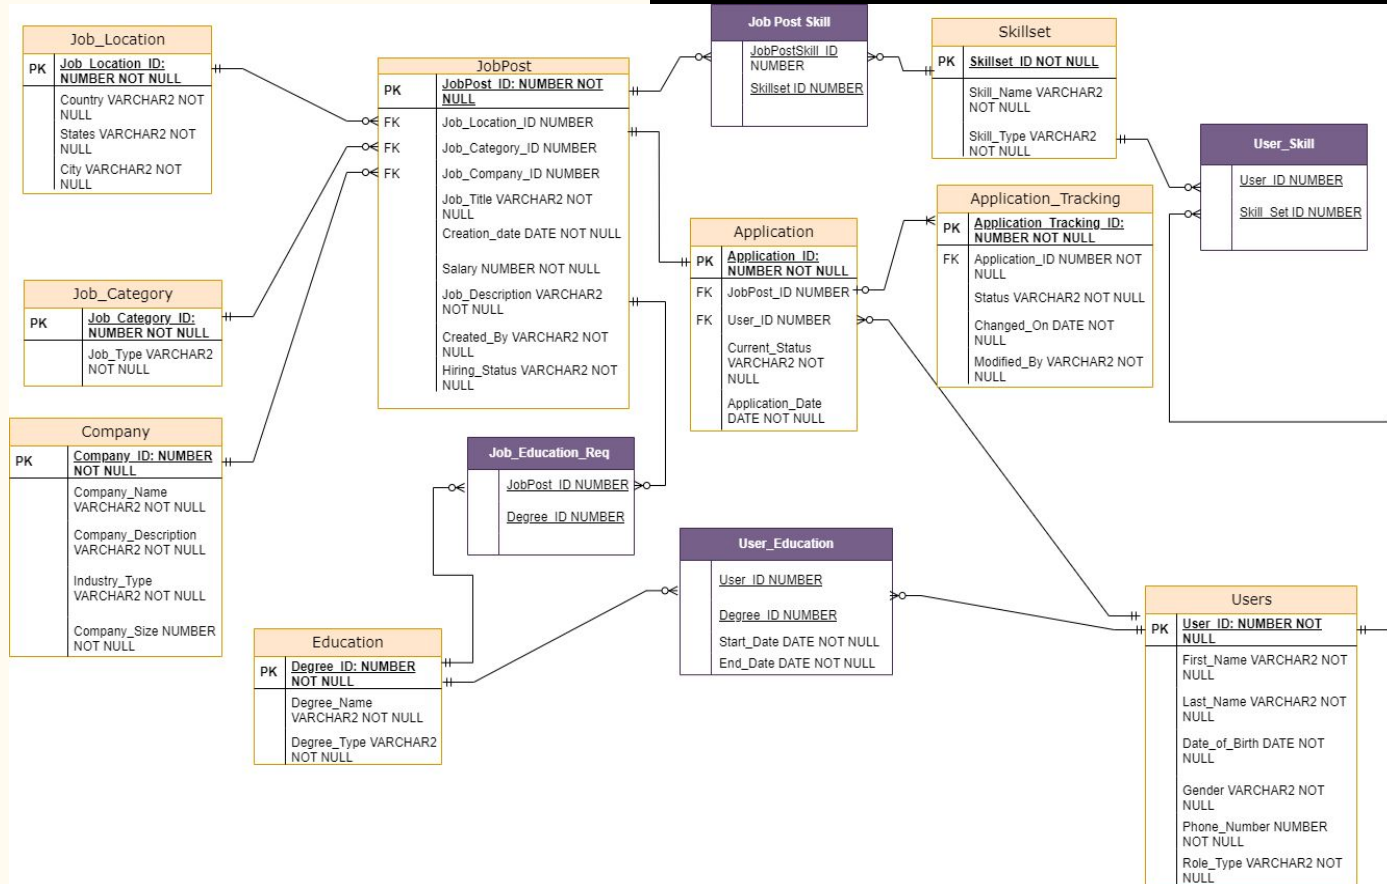 Job_Location
PK
Job_Location_ID:
NUMBER NOT NULL
Country VARCHAR2 NOT
NULL
States VARCHAR2 NOT
NULL
City VARCHAR2 NOT
NULL
Job_Category
PK
Job_Category_ID:
NUMBER NOT NULL
Job_Type VARCHAR2
NOT NULL
Company
PK
Company_ID: NUMBER
NOT NULL
Company_Name
VARCHAR2 NOT NULL
Company_Description
VARCHAR2 NOT NULL
Industry_Type
VARCHAR2 NOT NULL
Company_Size NUMBER
NOT NULL
JobPost
PK
JobPost_ID: NUMBER NOT
NULL
FK Job_Location_ID NUMBER
FK Job_Category_ID NUMBER
FK Job_Company_ID NUMBER
Job_Title VARCHAR2 NOT
NULL
Creation_date DATE NOT NULL
Salary NUMBER NOT NULL
Job_Description VARCHAR2
NOT NULL
Created_By VARCHAR2 NOT
NULL
Hiring_Status VARCHAR2 NOT
NULL
Job Post Skill
JobPostSkill_ID
NUMBER
Skillset ID NUMBER
Skillset
PK Skillset_ID NOT NULL
Skill_Name VARCHAR2
NOT NULL
Skill_Type VARCHAR2
NOT NULL
User_Skill
User_ID NUMBER
Skill_Set ID NUMBER
Application
PK
Application_ID:
NUMBER NOT NULL
FK JobPost_ID NUMBER
FK User_ID NUMBER
Current_Status
VARCHAR2 NOT
NULL
Application_Date
DATE NOT NULL
Application_Tracking
PK
Application_Tracking_ID:
NUMBER NOT NULL
FK Application_ID NUMBER NOT
NULL
Status VARCHAR2 NOT NULL
Changed_On DATE NOT
NULL
Modified_By VARCHAR2 NOT
NULL
Job_Education_Req
JobPost_ID NUMBER
Degree_ID NUMBER
User_Education
User_ID NUMBER
Degree_ID NUMBER
Start_Date DATE NOT NULL
End_Date DATE NOT NULL
Education
PK
Degree_ID: NUMBER
NOT NULL
Degree_Name
VARCHAR2 NOT NULL
Degree_Type VARCHAR2
NOT NULL
Users
PK
User_ID: NUMBER NOT
NULL
First_Name VARCHAR2 NOT
NULL
Last_Name VARCHAR2 NOT
NULL
Date_of_Birth DATE NOT
NULL
Gender VARCHAR2 NOT
NULL
Phone_Number NUMBER
NOT NULL
Role_Type VARCHAR2 NOT
NULL